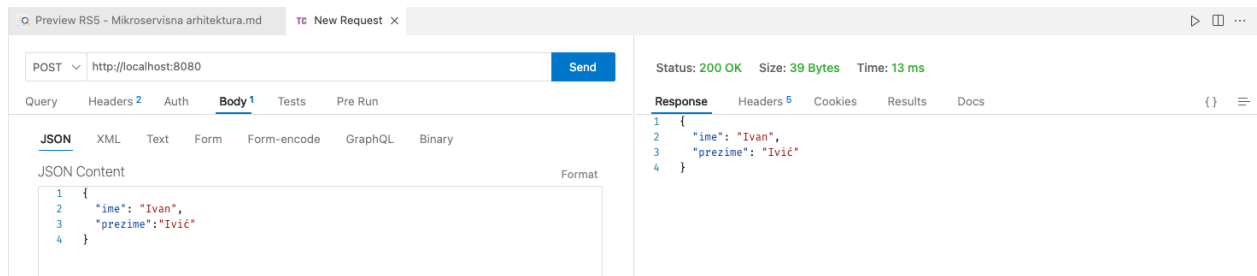 Preview RS5 - Mikroservisna arhitektura.md TC New Request
POST http://localhost:8080 Send
Query Headers 2 Auth Body 1 Tests Pre Run
JSON XML Text Form Form-encode GraphQL Binary
JSON Content Format
1 {
2 "ime": "Ivan",
3 "prezime":"Ivić"
4 }
Status: 200 OK Size: 39 Bytes Time: 13 ms
Response Headers 5 Cookies Results Docs { }
1 {
2 "ime": "Ivan",
3 "prezime": "Ivić"
4 }